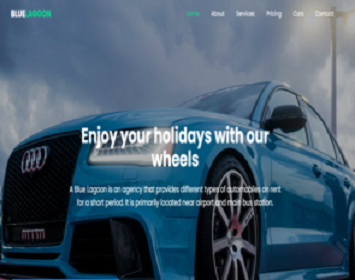 BLUELAGOON
Home About Services Pricing Cars Contact
Enjoy your holidays with our
wheels
A Blue Lagoon is an agency that provides different types of automobiles on rent
for a short period. It is primarily located near airport and main bus station.